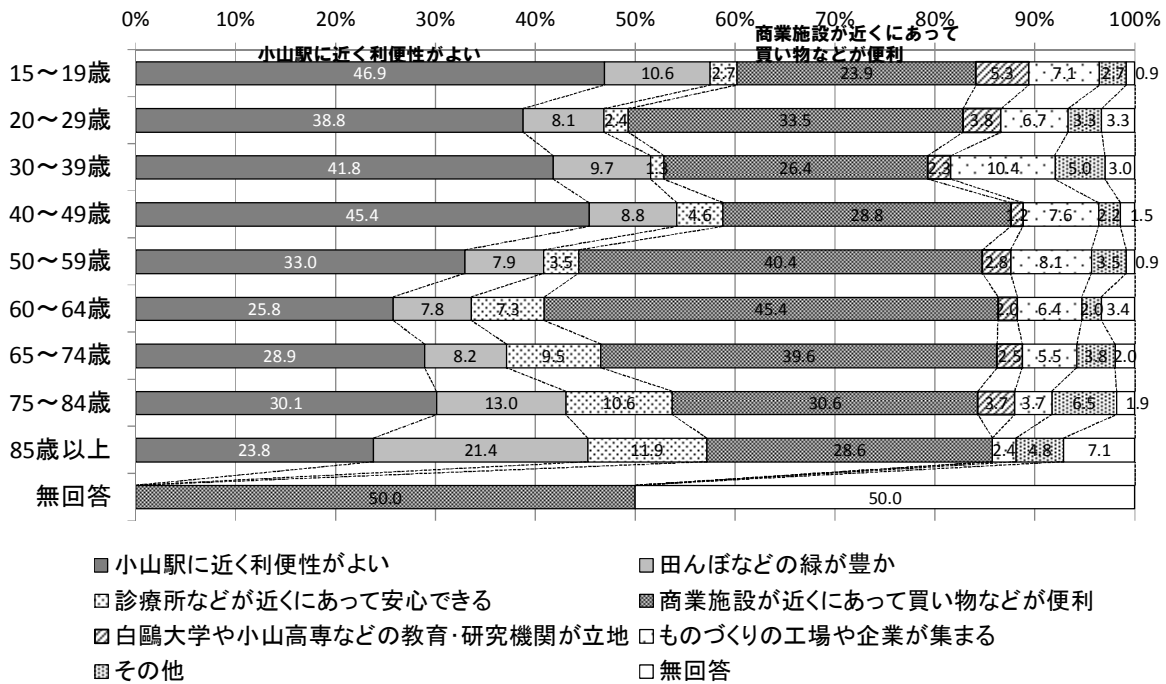 0% 10% 20% 30% 40% 50% 60% 70% 80% 90% 100%
小山駅に近く利便性がよい
商業施設が近くにあって
買い物などが便利
15～19歳 46.9 10.6 2.7 23.9 5.3 7.1 2.7 0.9
20～29歳 38.8 8.1 2.4 33.5 3.8 6.7 3.3 3.3
30～39歳 41.8 9.7 1.3 26.4 2.3 10.4 5.0 3.0
40～49歳 45.4 8.8 4.6 28.8 1.2 7.6 2.2 1.5
50～59歳 33.0 7.9 3.5 40.4 2.8 8.1 3.5 0.9
60～64歳 25.8 7.8 7.3 45.4 2.0 6.4 2.0 3.4
65～74歳 28.9 8.2 9.5 39.6 2.5 5.5 3.8 2.0
75～84歳 30.1 13.0 10.6 30.6 3.7 3.7 6.5 1.9
85歳以上 23.8 21.4 11.9 28.6 2.4 4.8 7.1
無回答 50.0 50.0
小山駅に近く利便性がよい 田んぼなどの緑が豊か
診療所などが近くにあって安心できる 商業施設が近くにあって買い物などが便利
白鷗大学や小山高専などの教育・研究機関が立地 ものづくりの工場や企業が集まる
その他 無回答